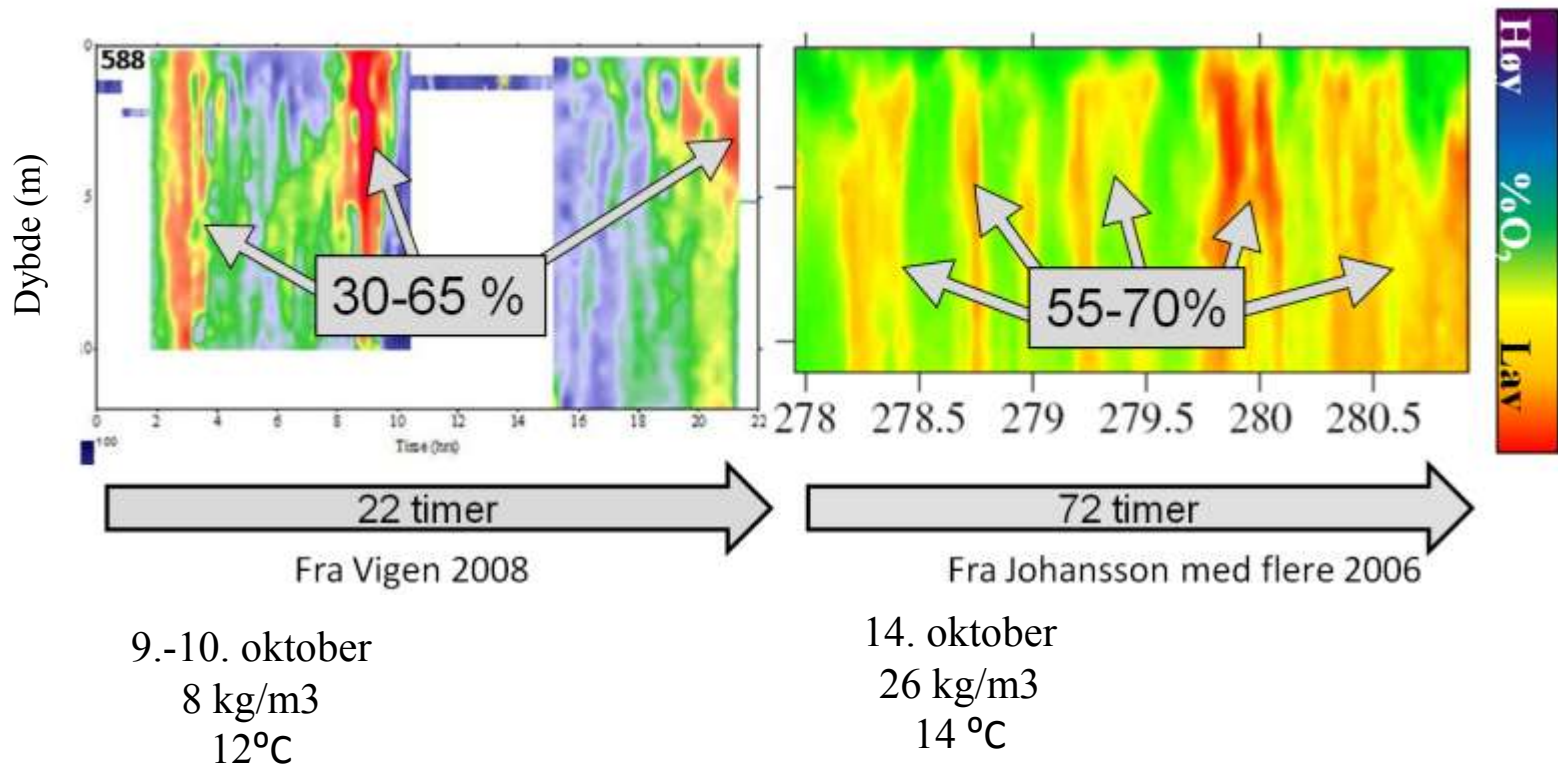 588
0
5
10
Dybde (m)
30-65 %
0 2 4 6 8 10 12 14 16 18 20 22
Time (hrs)
100
55-70%
278 278.5 279 279.5 280 280.5
Høy %O₂ Lav
22 timer
72 timer
Fra Vigen 2008
Fra Johansson med flere 2006
9.-10. oktober
8 kg/m3
12ºC
14. oktober
26 kg/m3
14 ºC